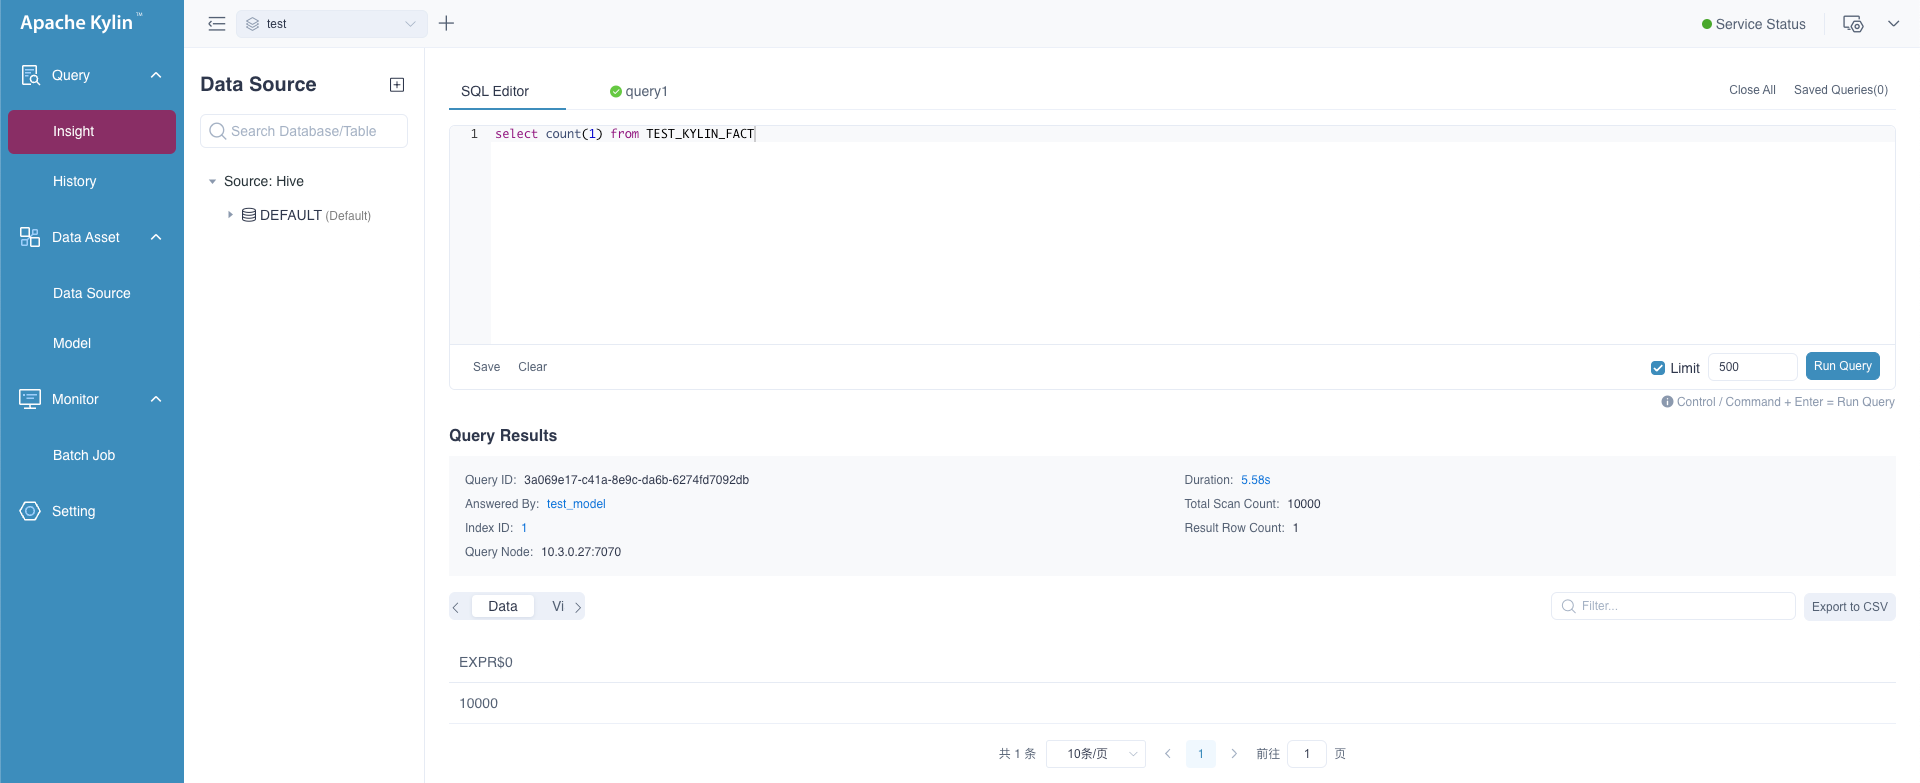 Apache Kylin™
test
Service Status
Query
Insight
History
Data Asset
Data Source
Model
Monitor
Batch Job
Setting
Data Source
Search Database/Table
Source: Hive
DEFAULT (Default)
SQL Editor
query1
Close All
Saved Queries(0)
1 select count(1) from TEST_KYLIN_FACT
Save
Clear
Limit
500
Run Query
Control / Command + Enter = Run Query
Query Results
Query ID: 3a069e17-c41a-8e9c-da6b-6274fd7092db
Answered By: test_model
Index ID: 1
Query Node: 10.3.0.27:7070
Duration: 5.58s
Total Scan Count: 10000
Result Row Count: 1
Data
Vi
Filter...
Export to CSV
EXPR$0
10000
共 1 条
10条/页
1
前往 1 页